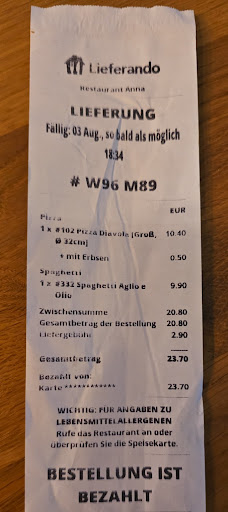 Lieferando
Restaurant Anna
LIEFERUNG
Fällig: 03 Aug., so bald als möglich
18:34
# W96 M89
EUR
Pizza
1 x #102 Pizza Diavola [Groß, 10.40
Ø 32cm]
+ mit Erbsen 0.50
Spaghetti
1 x #332 Spaghetti Aglio e 9.90
Olio
Zwischensumme 20.80
Gesamtbetrag der Bestellung 20.80
Liefergebühr 2.90
Gesamtbetrag 23.70
Bezahlt von:
Karte ************ 23.70
WICHTIG: FÜR ANGABEN ZU
LEBENSMITTELALLERGENEN
Rufe das Restaurant an oder
überprüfen Sie die Speisekarte.
BESTELLUNG IST
BEZAHLT